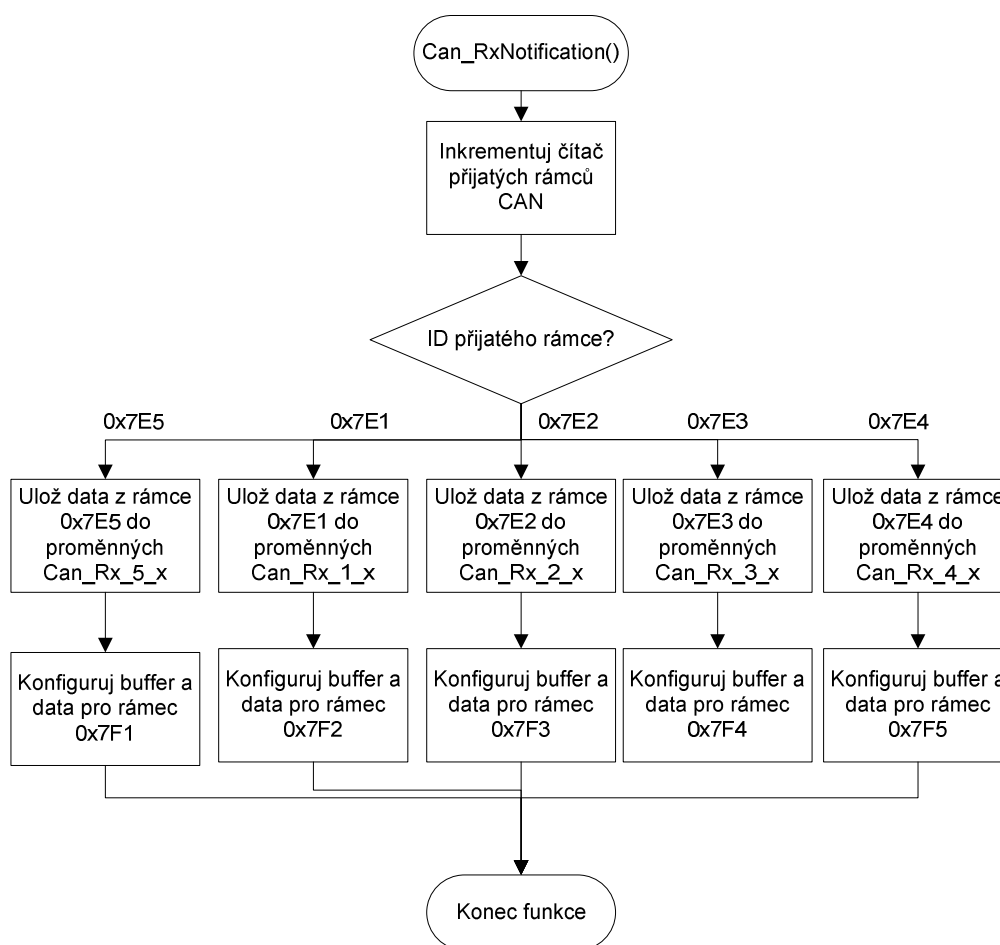 Can_RxNotification()
Inkrementuj čítač
přijatých rámců
CAN
ID přijatého rámce?
0x7E5
0x7E1
0x7E2
0x7E3
0x7E4
Ulož data z rámce
0x7E5 do
proměnných
Can_Rx_5_x
Ulož data z rámce
0x7E1 do
proměnných
Can_Rx_1_x
Ulož data z rámce
0x7E2 do
proměnných
Can_Rx_2_x
Ulož data z rámce
0x7E3 do
proměnných
Can_Rx_3_x
Ulož data z rámce
0x7E4 do
proměnných
Can_Rx_4_x
Konfiguruj buffer a
data pro rámec
0x7F1
Konfiguruj buffer a
data pro rámec
0x7F2
Konfiguruj buffer a
data pro rámec
0x7F3
Konfiguruj buffer a
data pro rámec
0x7F4
Konfiguruj buffer a
data pro rámec
0x7F5
Konec funkce